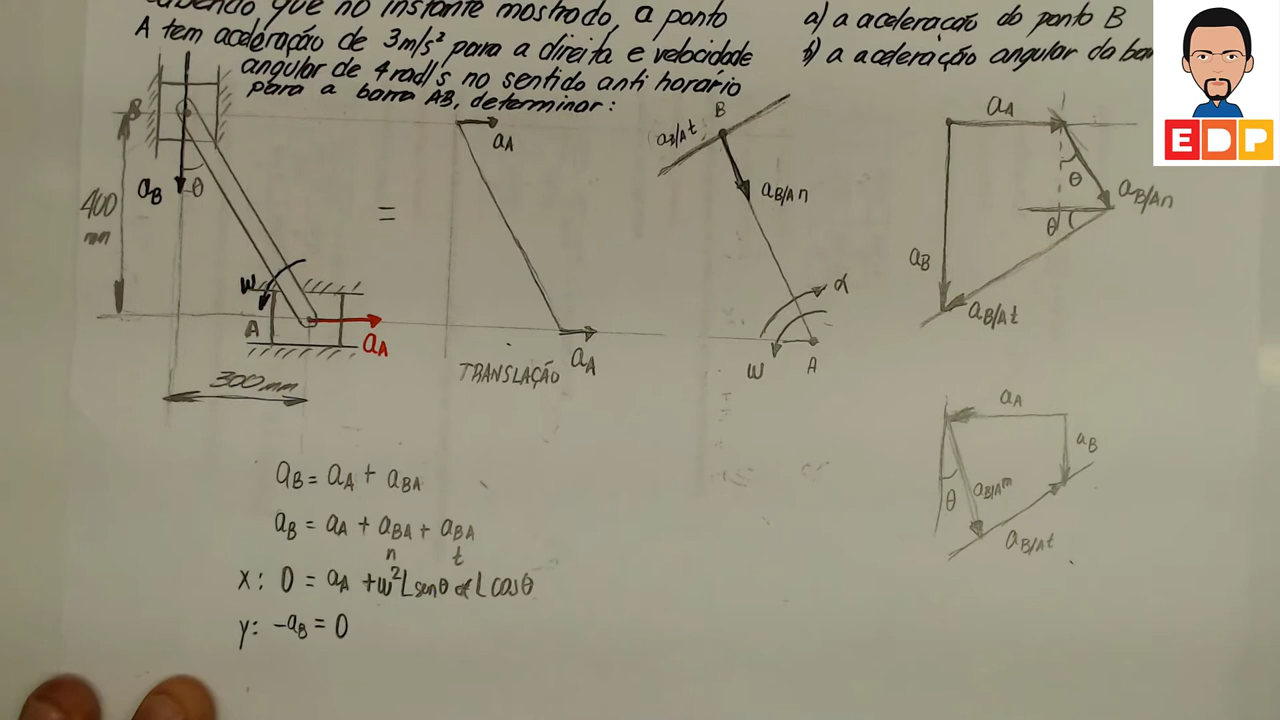 que no instante mostrado, a ponto
A tem aceleração de 3m/s² para a direita e velocidade
angular de 4 rad/s no sentido anti horário
para a barra AB, determinar:
a) a aceleração do ponto B
b) a aceleração angular da
EDP
B
aB
θ
400
mm
W
A
aA
300mm
=
aA
aA
TRANSLAÇÃO
B
aB/At
aB/An
α
W
A
aA
θ
aB/An
θ
aB
aB/At
aA
aB
θ
aB/An
aB/At
aB = aA + aBA
aB = aA + aBA + aBA
n t
x: 0 = aA + w²L senθ αL cosθ
y: -aB = 0